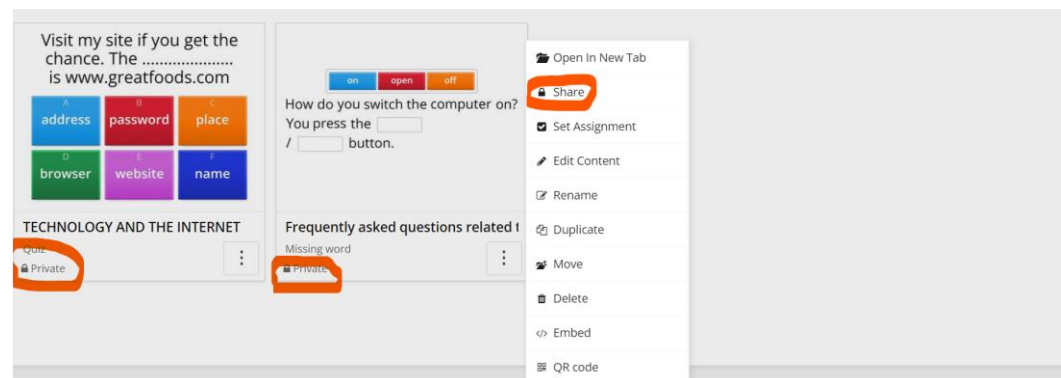 Visit my site if you get the
chance. The .....................
is www.greatfoods.com
A
address
B
password
C
place
D
browser
E
website
F
name
TECHNOLOGY AND THE INTERNET
Quiz
Private
on
open
off
How do you switch the computer on?
You press the
/ button.
Frequently asked questions related t
Missing word
Private
Open In New Tab
Share
Set Assignment
Edit Content
Rename
Duplicate
Move
Delete
Embed
QR code